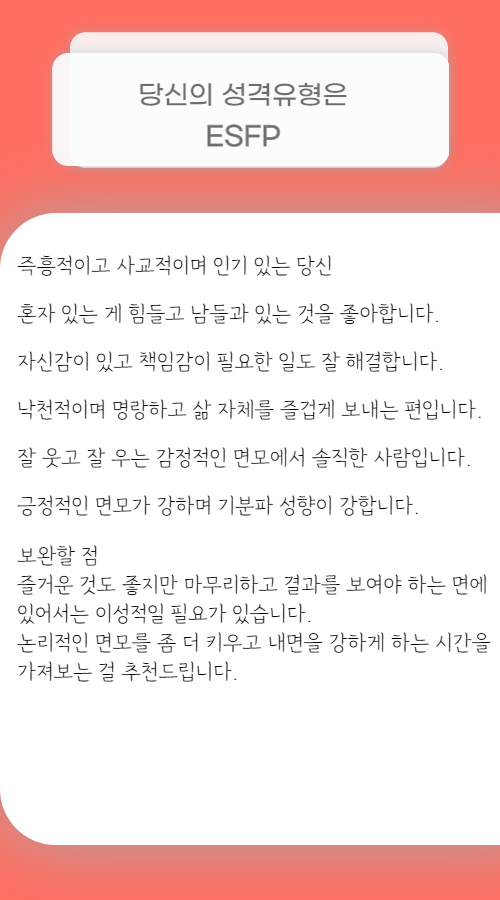 당신의 성격유형은
ESFP
즉흥적이고 사교적이며 인기 있는 당신
혼자 있는 게 힘들고 남들과 있는 것을 좋아합니다.
자신감이 있고 책임감이 필요한 일도 잘 해결합니다.
낙천적이며 명랑하고 삶 자체를 즐겁게 보내는 편입니다.
잘 웃고 잘 우는 감정적인 면모에서 솔직한 사람입니다.
긍정적인 면모가 강하며 기분파 성향이 강합니다.
보완할 점
즐거운 것도 좋지만 마무리하고 결과를 보여야 하는 면에
있어서는 이성적일 필요가 있습니다.
논리적인 면모를 좀 더 키우고 내면을 강하게 하는 시간을
가져보는 걸 추천드립니다.